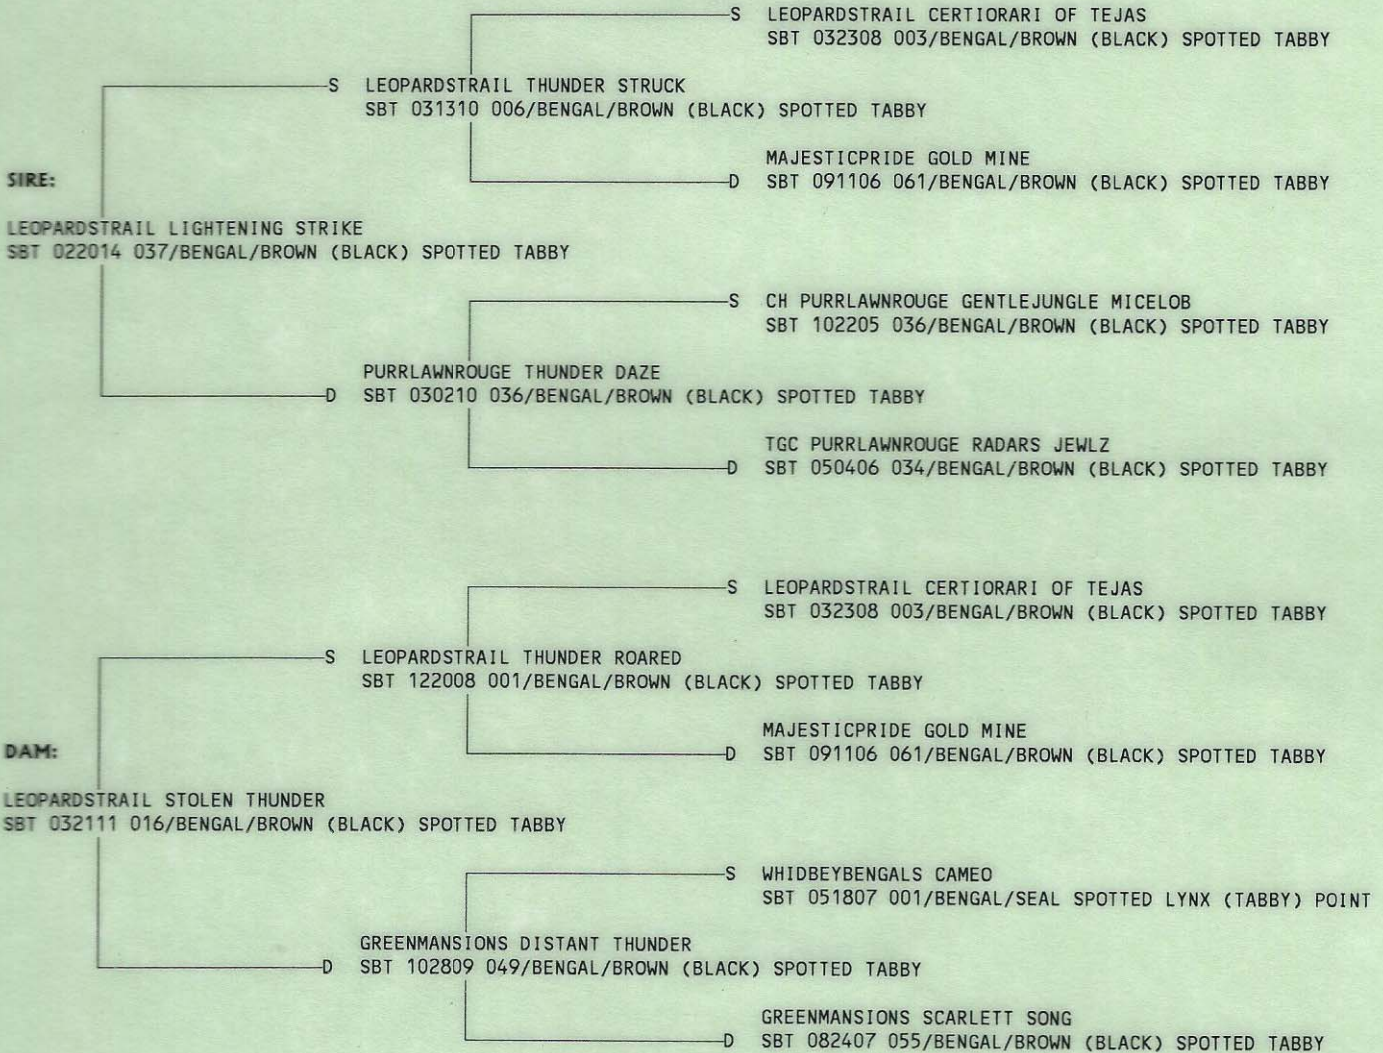 S LEOPARDSTRAIL CERTIORARI OF TEJAS
SBT 032308 003/BENGAL/BROWN (BLACK) SPOTTED TABBY
S LEOPARDSTRAIL THUNDER STRUCK
SBT 031310 006/BENGAL/BROWN (BLACK) SPOTTED TABBY
MAJESTICPRIDE GOLD MINE
D SBT 091106 061/BENGAL/BROWN (BLACK) SPOTTED TABBY
SIRE:
LEOPARDSTRAIL LIGHTENING STRIKE
SBT 022014 037/BENGAL/BROWN (BLACK) SPOTTED TABBY
S CH PURRLAWNROUGE GENTLEJUNGLE MICELOB
SBT 102205 036/BENGAL/BROWN (BLACK) SPOTTED TABBY
PURRLAWNROUGE THUNDER DAZE
D SBT 030210 036/BENGAL/BROWN (BLACK) SPOTTED TABBY
TGC PURRLAWNROUGE RADARS JEWLZ
D SBT 050406 034/BENGAL/BROWN (BLACK) SPOTTED TABBY
S LEOPARDSTRAIL CERTIORARI OF TEJAS
SBT 032308 003/BENGAL/BROWN (BLACK) SPOTTED TABBY
S LEOPARDSTRAIL THUNDER ROARED
SBT 122008 001/BENGAL/BROWN (BLACK) SPOTTED TABBY
MAJESTICPRIDE GOLD MINE
D SBT 091106 061/BENGAL/BROWN (BLACK) SPOTTED TABBY
DAM:
LEOPARDSTRAIL STOLEN THUNDER
SBT 032111 016/BENGAL/BROWN (BLACK) SPOTTED TABBY
S WHIDBEYBENGALS CAMEO
SBT 051807 001/BENGAL/SEAL SPOTTED LYNX (TABBY) POINT
GREENMANSIONS DISTANT THUNDER
D SBT 102809 049/BENGAL/BROWN (BLACK) SPOTTED TABBY
GREENMANSIONS SCARLETT SONG
D SBT 082407 055/BENGAL/BROWN (BLACK) SPOTTED TABBY